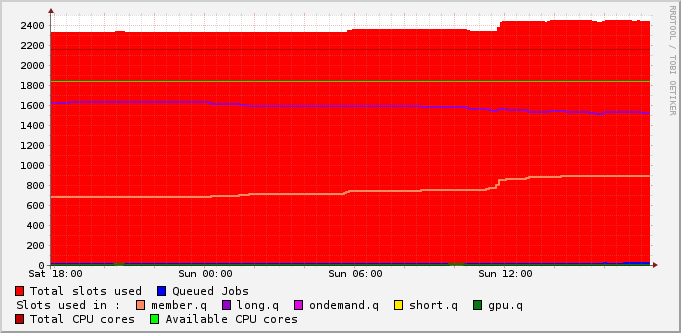 RRDTOOL / TOBI OETIKER
2400
2200
2000
1800
1600
1400
1200
1000
800
600
400
200
0
Sat 18:00 Sun 00:00 Sun 06:00 Sun 12:00
Total slots used Queued Jobs
Slots used in : member.q long.q ondemand.q short.q gpu.q
Total CPU cores Available CPU cores